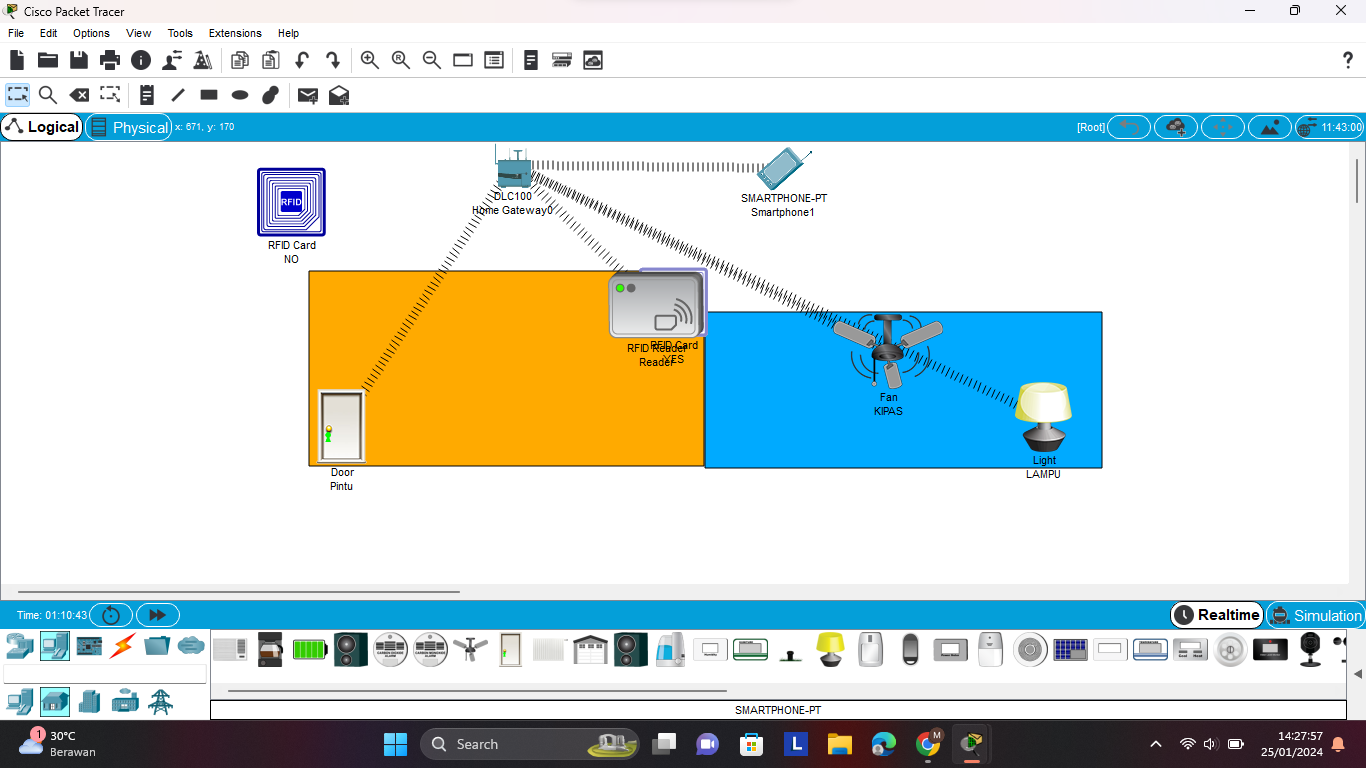 Cisco Packet Tracer
File Edit Options View Tools Extensions Help
Logical Physical x: 671, y: 170 [Root] 11:43:00
RFID
RFID Card
NO
DLC100
Home Gateway0
SMARTPHONE-PT
Smartphone1
RFID Reader
Reader
RFID Card
YES
Fan
KIPAS
Light
LAMPU
Door
Pintu
Time: 01:10:43 Realtime Simulation
SMARTPHONE-PT
1 30°C
Berawan
Search
L
M
14:27:57
25/01/2024